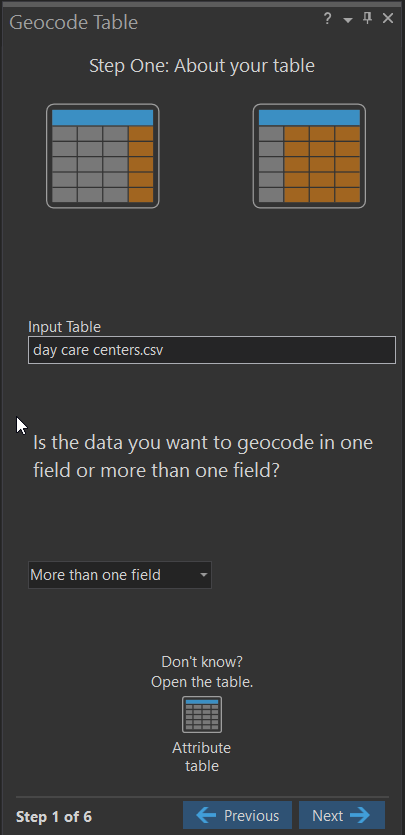 Geocode Table
?
Step One: About your table
Input Table
day care centers.csv
Is the data you want to geocode in one
field or more than one field?
More than one field
Don't know?
Open the table.
Attribute
table
Step 1 of 6
Previous
Next